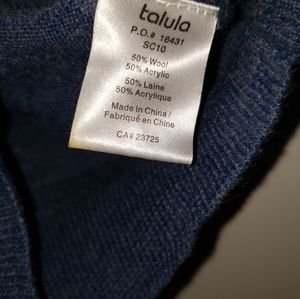 talula
P.O.# 16431
SC10
50% Wool
50% Acrylic
50% Laine
50% Acrylique
Made in China /
Fabriqué en Chine
CA# 23725